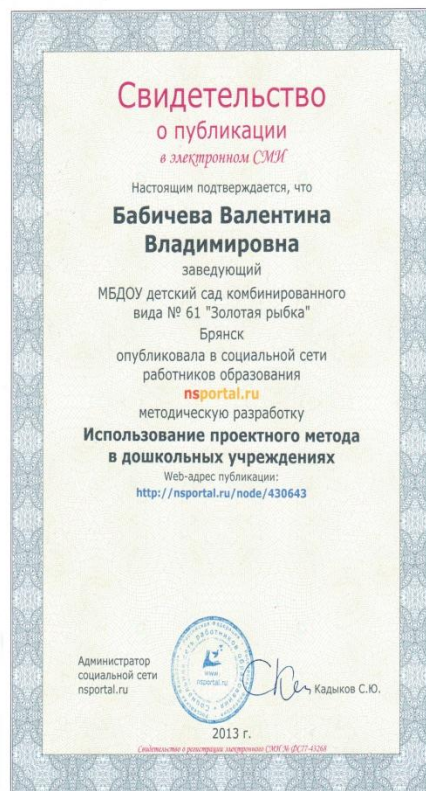 Свидетельство
о публикации
в электронном СМИ
Настоящим подтверждается, что
Бабичева Валентина
Владимировна
заведующий
МБДОУ детский сад комбинированного
вида № 61 "Золотая рыбка"
Брянск
опубликовала в социальной сети
работников образования
nsportal.ru
методическую разработку
Использование проектного метода
в дошкольных учреждениях
Web-адрес публикации:
http://nsportal.ru/node/430643
Администратор
социальной сети
nsportal.ru
www.
nsportal.ru
Кадыков С.Ю.
2013 г.
Свидетельство о регистрации электронного СМИ № ФС77-43268